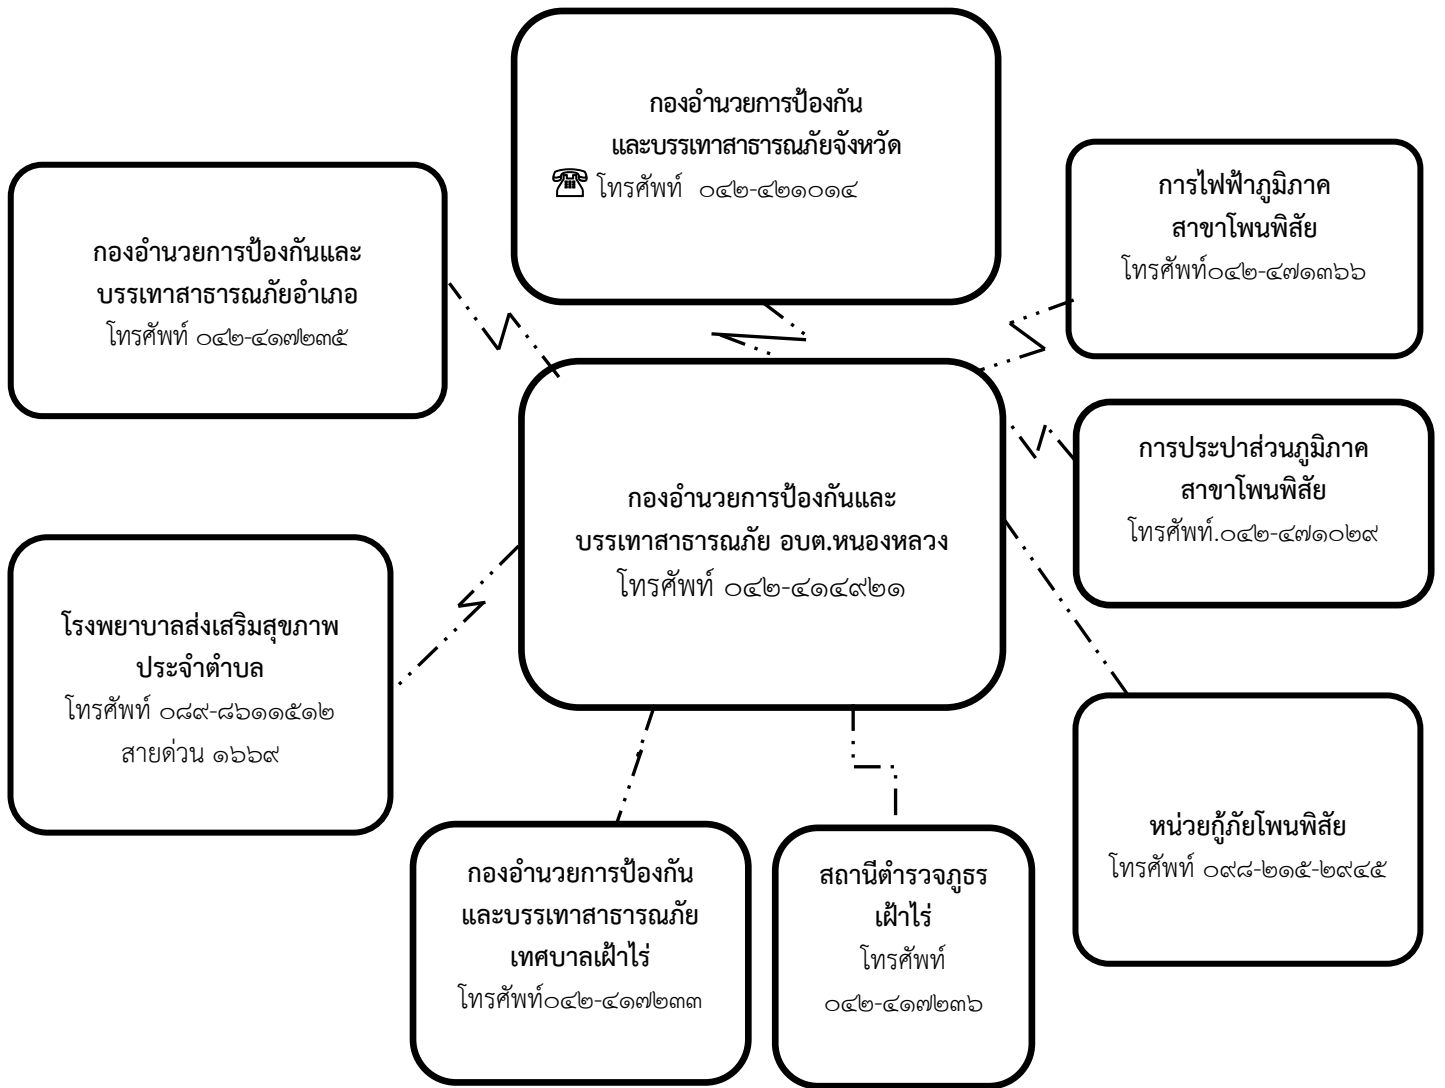 กองอำนวยการป้องกัน
และบรรเทาสาธารณภัยจังหวัด
☎ โทรศัพท์ ๐๔๒-๔๒๑๐๑๔
กองอำนวยการป้องกันและ
บรรเทาสาธารณภัยอำเภอ
โทรศัพท์ ๐๔๒-๔๑๗๒๓๕
การไฟฟ้าภูมิภาค
สาขาโพนพิสัย
โทรศัพท์๐๔๒-๔๗๑๓๖๖
กองอำนวยการป้องกันและ
บรรเทาสาธารณภัย อบต.หนองหลวง
โทรศัพท์ ๐๔๒-๔๑๔๙๒๑
การประปาส่วนภูมิภาค
สาขาโพนพิสัย
โทรศัพท์.๐๔๒-๔๗๑๐๒๙
โรงพยาบาลส่งเสริมสุขภาพ
ประจำตำบล
โทรศัพท์ ๐๘๙-๘๖๑๑๕๑๒
สายด่วน ๑๖๖๙
กองอำนวยการป้องกัน
และบรรเทาสาธารณภัย
เทศบาลเฝ้าไร่
โทรศัพท์๐๔๒-๔๑๗๒๓๓
สถานีตำรวจภูธร
เฝ้าไร่
โทรศัพท์
๐๔๒-๔๑๗๒๓๖
หน่วยกู้ภัยโพนพิสัย
โทรศัพท์ ๐๙๘-๒๑๕-๒๙๔๕